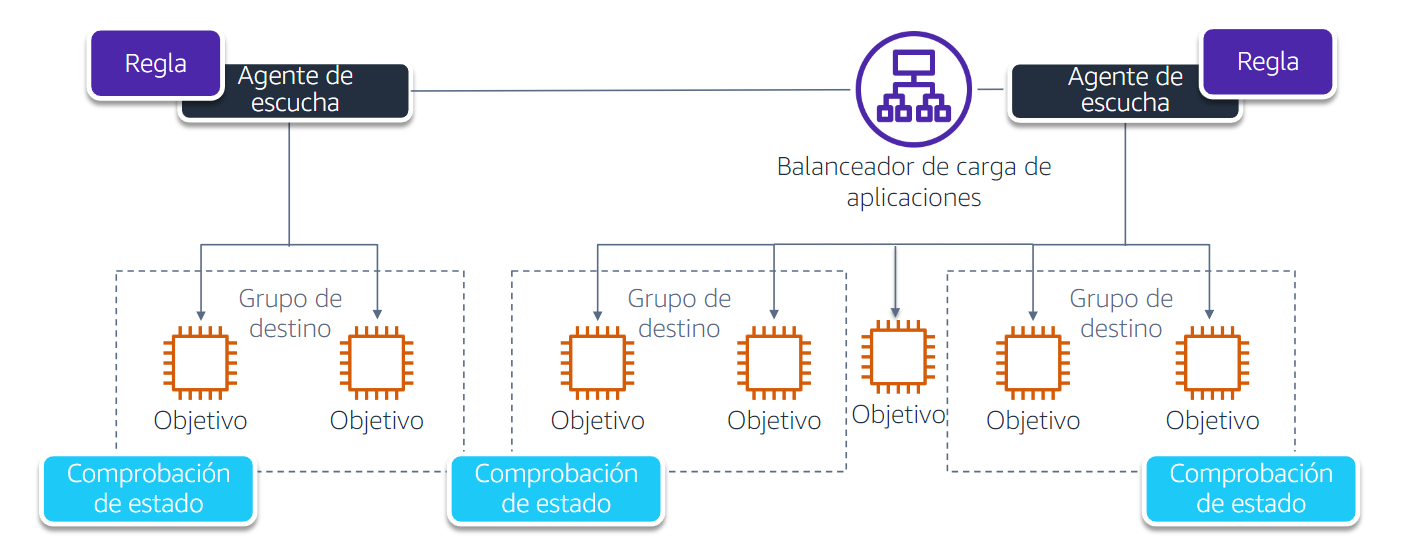 Regla
Agente de
escucha
Balanceador de carga de
aplicaciones
Agente de
escucha
Regla
Grupo de
destino
Objetivo
Objetivo
Comprobación
de estado
Grupo de
destino
Objetivo
Objetivo
Comprobación
de estado
Objetivo
Grupo de
destino
Objetivo
Objetivo
Comprobación
de estado